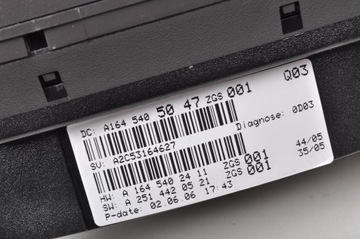 DC: A164 540 50 47 ZGS 001 Q03
SV: A2C53164627 Diagnose: 0D03
HW: A 164 540 24 11 ZGS 001 44/05
SW: A 251 442 05 21 ZGS 001 35/05
P-date: 02.06.06 17:43